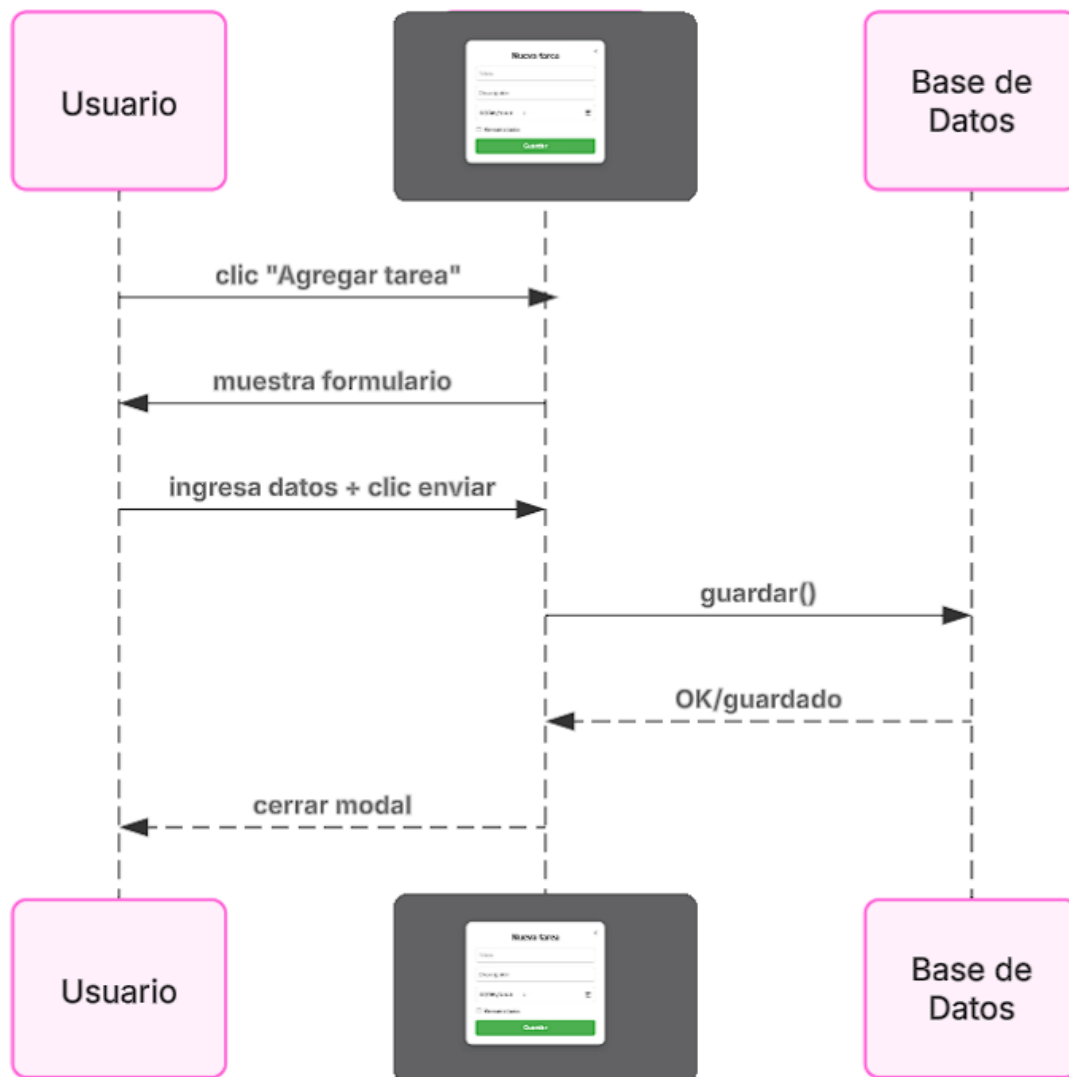 Usuario
Nueva tarea
Guardar
Base de
Datos
clic "Agregar tarea"
muestra formulario
ingresa datos + clic enviar
guardar()
OK/guardado
cerrar modal
Usuario
Nueva tarea
Guardar
Base de
Datos